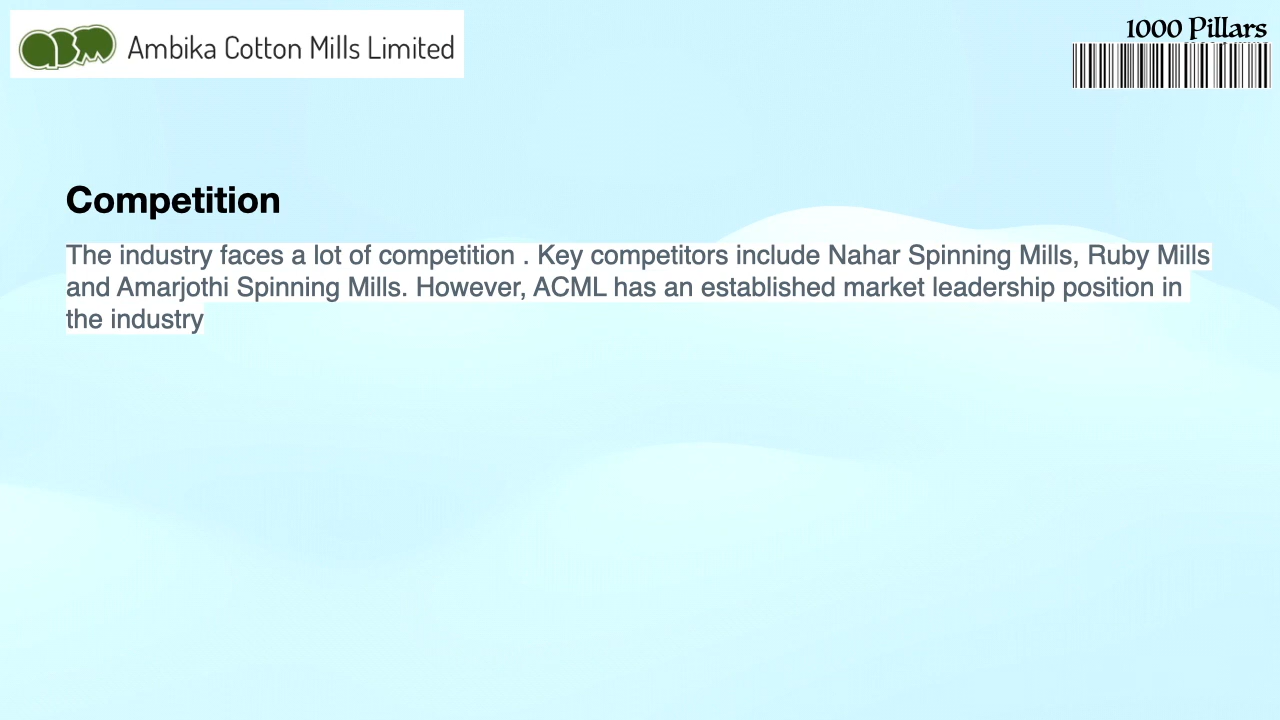 Ambika Cotton Mills Limited
1000 Pillars
Competition
The industry faces a lot of competition . Key competitors include Nahar Spinning Mills, Ruby Mills
and Amarjothi Spinning Mills. However, ACML has an established market leadership position in
the industry